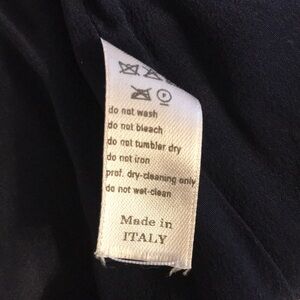 P
do not wash
do not bleach
do not tumbler dry
do not iron
prof. dry-cleaning only
do not wet-clean
Made in
ITALY